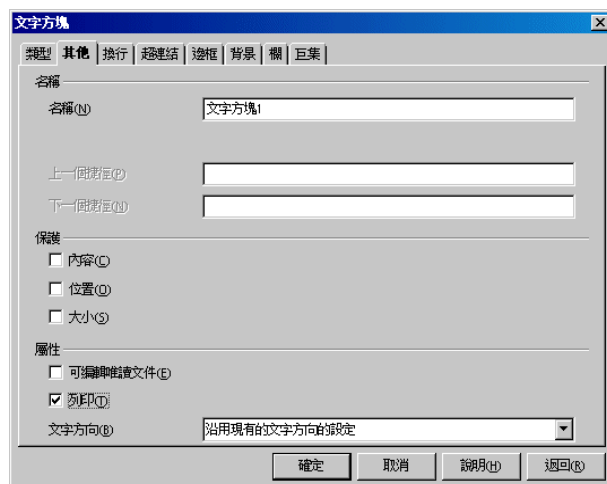 文字方塊
類型 其他 換行 超連結 邊框 背景 欄 巨集
名稱
名稱(N) 文字方塊1
上一個捷徑(P)
下一個捷徑(N)
保護
內容(C)
位置(O)
大小(S)
屬性
可編輯唯讀文件(E)
列印(T)
文字方向(R) 沿用現有的文字方向的設定
確定 取消 說明(H) 返回(R)